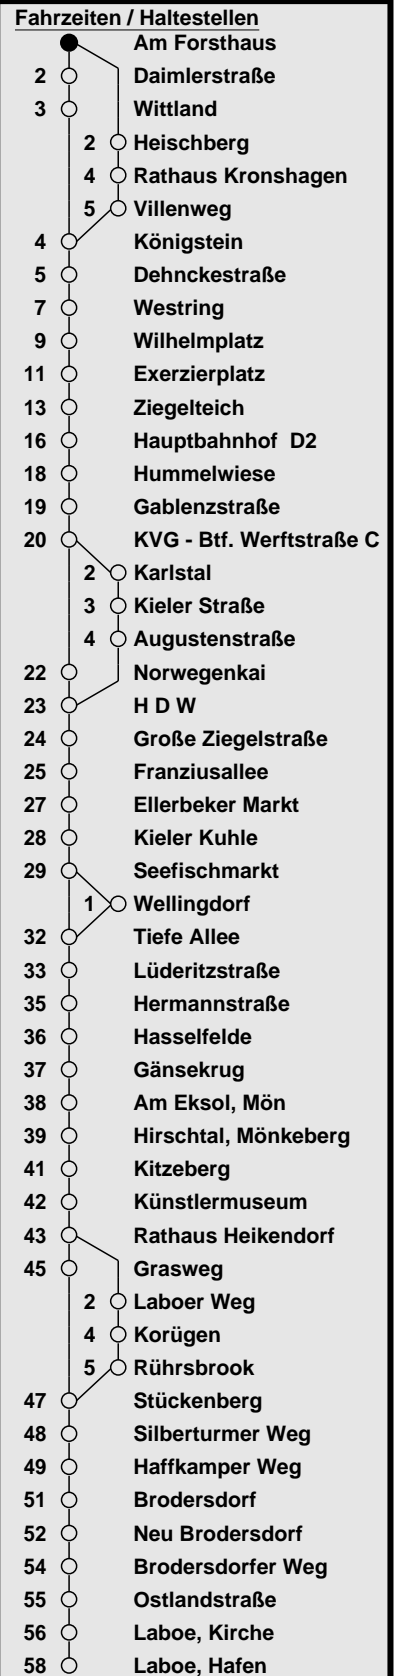 Fahrzeiten / Haltestellen
Am Forsthaus
2 Daimlerstraße
3 Wittland
2 Heischberg
4 Rathaus Kronshagen
5 Villenweg
4 Königstein
5 Dehnckestraße
7 Westring
9 Wilhelmplatz
11 Exerzierplatz
13 Ziegelteich
16 Hauptbahnhof D2
18 Hummelwiese
19 Gablenzstraße
20 KVG - Btf. Werftstraße C
2 Karlstal
3 Kieler Straße
4 Augustenstraße
22 Norwegenkai
23 H D W
24 Große Ziegelstraße
25 Franziusallee
27 Ellerbeker Markt
28 Kieler Kuhle
29 Seefischmarkt
1 Wellingdorf
32 Tiefe Allee
33 Lüderitzstraße
35 Hermannstraße
36 Hasselfelde
37 Gänsekrug
38 Am Eksol, Mön
39 Hirschtal, Mönkeberg
41 Kitzeberg
42 Künstlermuseum
43 Rathaus Heikendorf
45 Grasweg
2 Laboer Weg
4 Korügen
5 Rührsbrook
47 Stückenberg
48 Silberturmer Weg
49 Haffkamper Weg
51 Brodersdorf
52 Neu Brodersdorf
54 Brodersdorfer Weg
55 Ostlandstraße
56 Laboe, Kirche
58 Laboe, Hafen